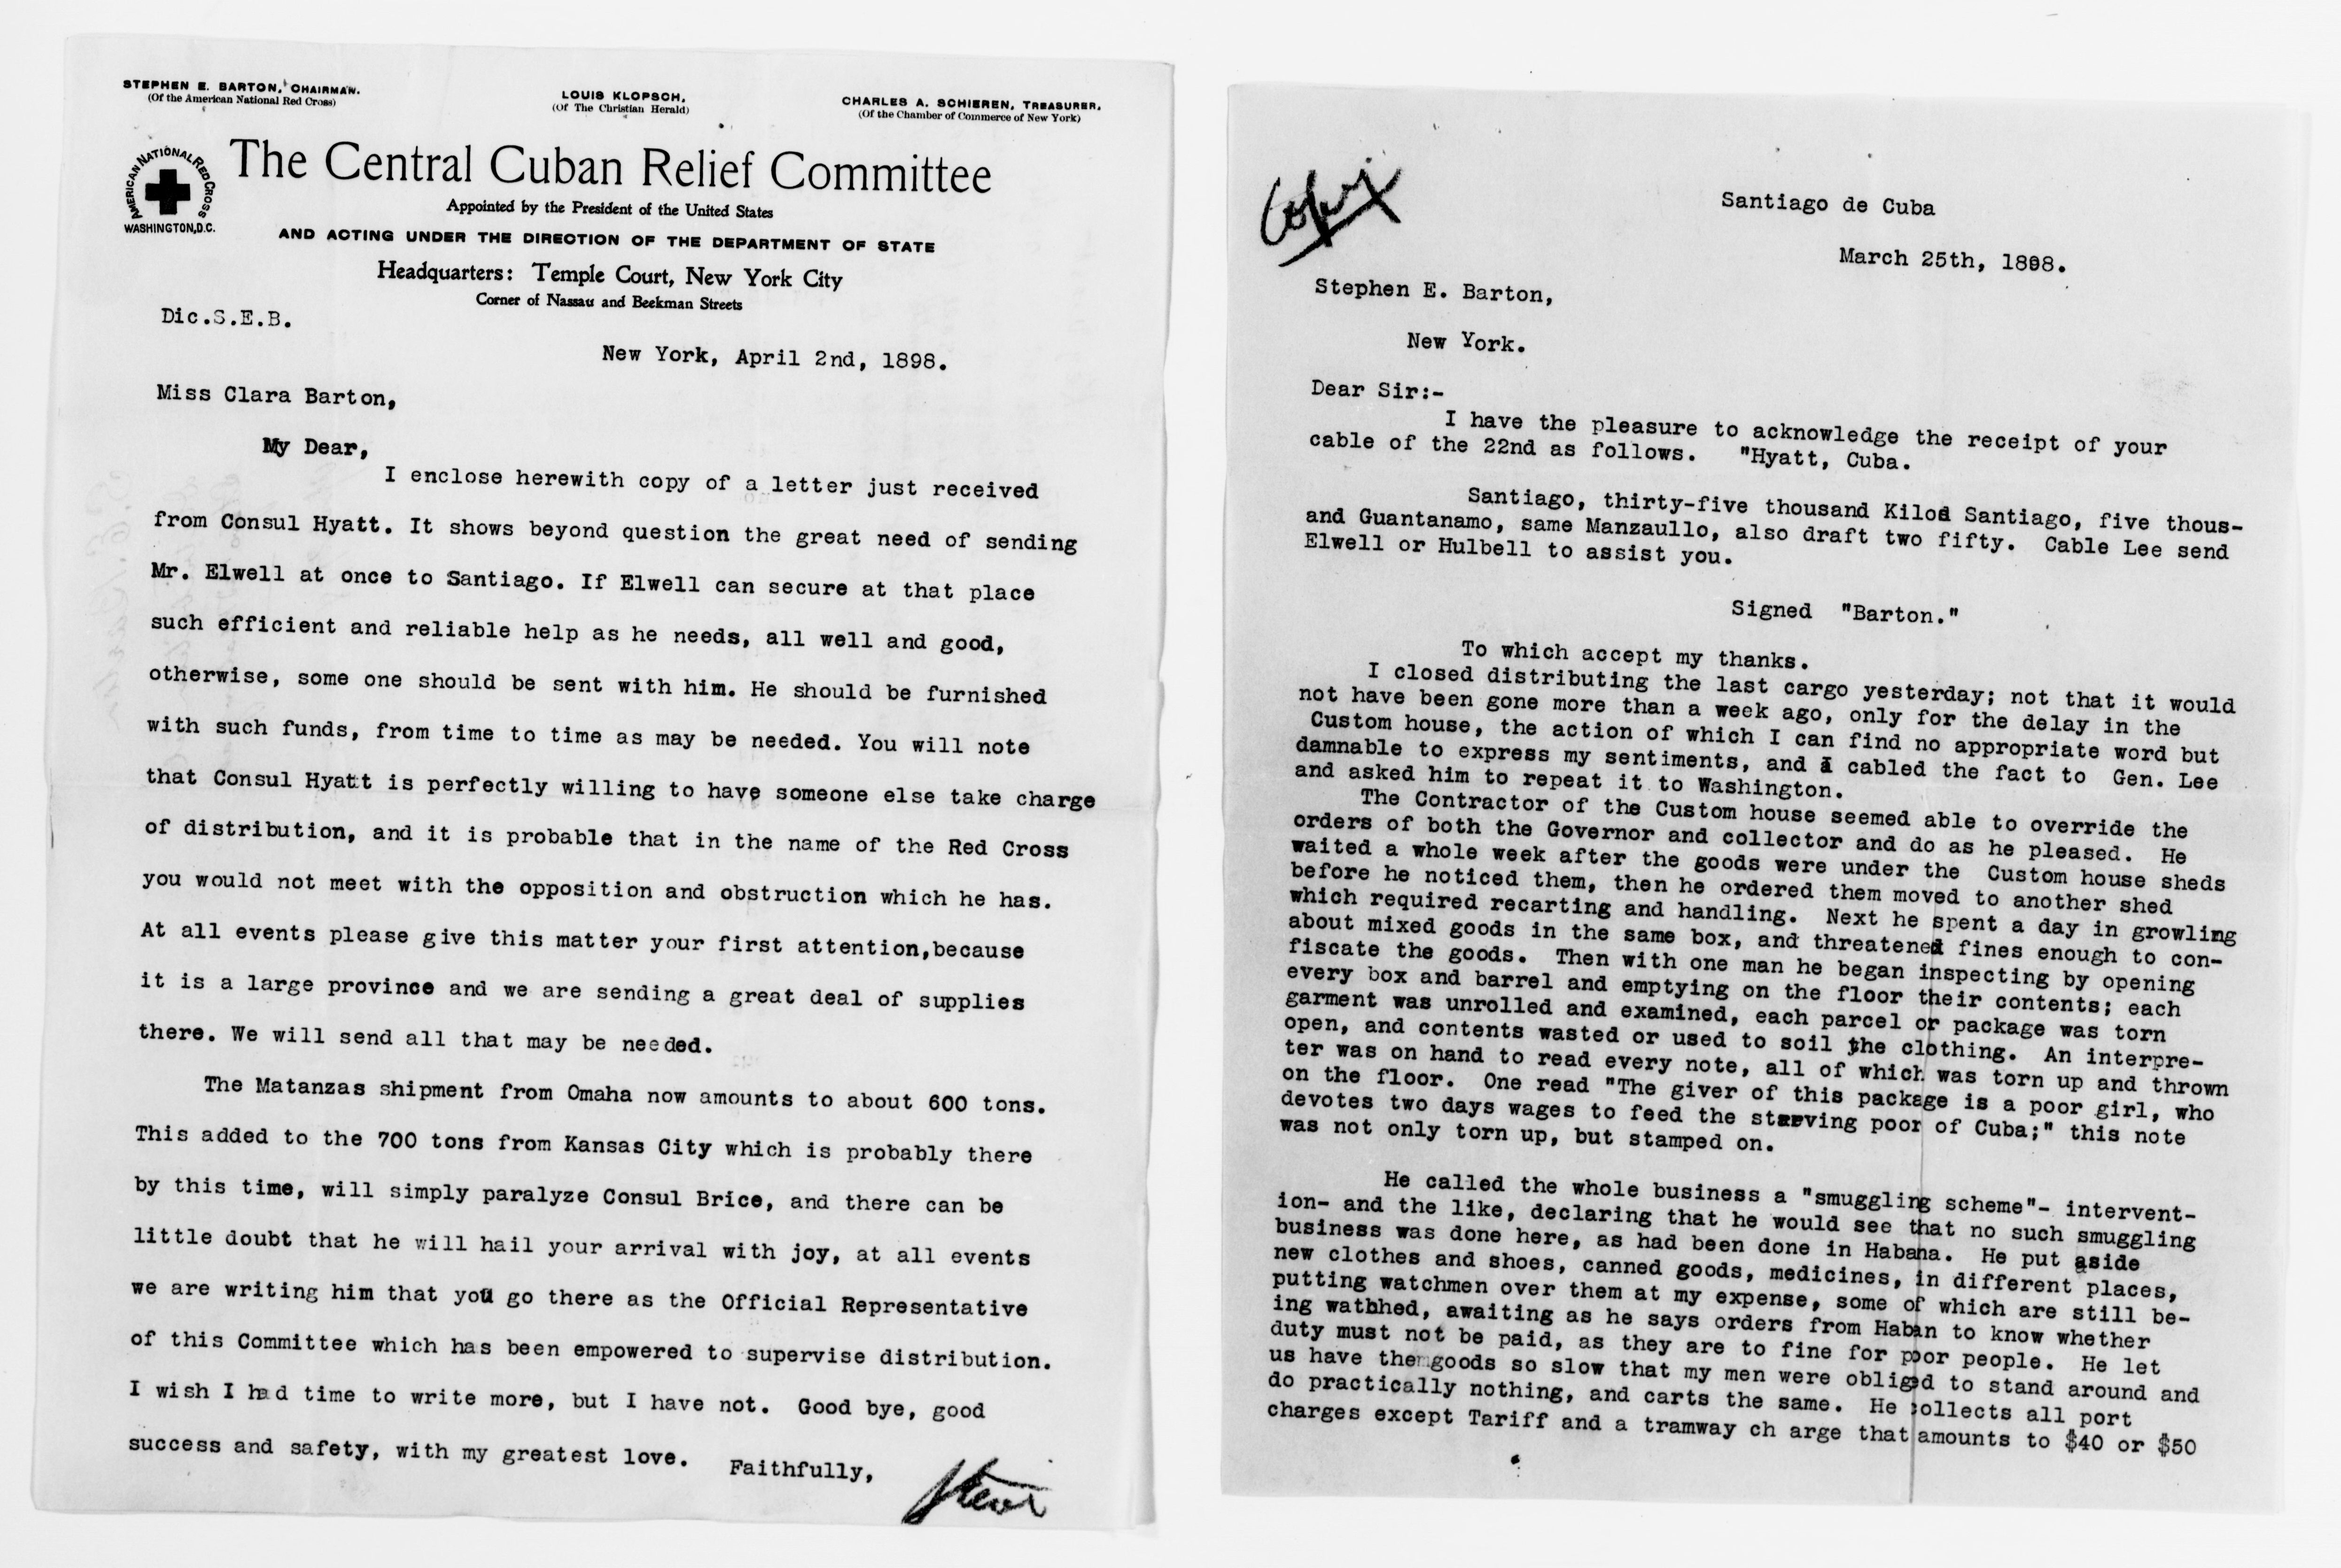 STEPHEN E. BARTON, CHAIRMAN.
(Of the American National Red Cross)
LOUIS KLOPSCH,
(Of The Christian Herald)
CHARLES A. SCHIEREN, TREASURER,
(Of the Chamber of Commerce of New York)
AMERICAN NATIONAL RED CROSS
WASHINGTON, D.C.
The Central Cuban Relief Committee
Appointed by the President of the United States
AND ACTING UNDER THE DIRECTION OF THE DEPARTMENT OF STATE
Headquarters: Temple Court, New York City
Corner of Nassau and Beekman Streets
Dic.S.E.B.
New York, April 2nd, 1898.
Miss Clara Barton,
My Dear,
I enclose herewith copy of a letter just received
from Consul Hyatt. It shows beyond question the great need of sending
Mr. Elwell at once to Santiago. If Elwell can secure at that place
such efficient and reliable help as he needs, all well and good,
otherwise, some one should be sent with him. He should be furnished
with such funds, from time to time as may be needed. You will note
that Consul Hyatt is perfectly willing to have someone else take charge
of distribution, and it is probable that in the name of the Red Cross
you would not meet with the opposition and obstruction which he has.
At all events please give this matter your first attention,because
it is a large province and we are sending a great deal of supplies
there. We will send all that may be needed.
The Matanzas shipment from Omaha now amounts to about 600 tons.
This added to the 700 tons from Kansas City which is probably there
by this time, will simply paralyze Consul Brice, and there can be
little doubt that he will hail your arrival with joy, at all events
we are writing him that you go there as the Official Representative
of this Committee which has been empowered to supervise distribution.
I wish I had time to write more, but I have not. Good bye, good
success and safety, with my greatest love. Faithfully,
Copy
Santiago de Cuba
March 25th, 1898.
Stephen E. Barton,
New York.
Dear Sir:-
I have the pleasure to acknowledge the receipt of your
cable of the 22nd as follows. "Hyatt, Cuba.
Santiago, thirty-five thousand Kilos Santiago, five thous-
and Guantanamo, same Manzaullo, also draft two fifty. Cable Lee send
Elwell or Hulbell to assist you.
Signed "Barton."
To which accept my thanks.
I closed distributing the last cargo yesterday; not that it would
not have been gone more than a week ago, only for the delay in the
Custom house, the action of which I can find no appropriate word but
damnable to express my sentiments, and I cabled the fact to Gen. Lee
and asked him to repeat it to Washington.
The Contractor of the Custom house seemed able to override the
orders of both the Governor and collector and do as he pleased. He
waited a whole week after the goods were under the Custom house sheds
before he noticed them, then he ordered them moved to another shed
which required recarting and handling. Next he spent a day in growling
about mixed goods in the same box, and threatened fines enough to con-
fiscate the goods. Then with one man he began inspecting by opening
every box and barrel and emptying on the floor their contents; each
garment was unrolled and examined, each parcel or package was torn
open, and contents wasted or used to soil the clothing. An interpre-
ter was on hand to read every note, all of which was torn up and thrown
on the floor. One read "The giver of this package is a poor girl, who
devotes two days wages to feed the starving poor of Cuba;" this note
was not only torn up, but stamped on.
He called the whole business a "smuggling scheme"- intervent-
ion- and the like, declaring that he would see that no such smuggling
business was done here, as had been done in Habana. He put aside
new clothes and shoes, canned goods, medicines, in different places,
putting watchmen over them at my expense, some of which are still be-
ing watbhed, awaiting as he says orders from Haban to know whether
duty must not be paid, as they are to fine for poor people. He let
us have the goods so slow that my men were obliged to stand around and
do practically nothing, and carts the same. He collects all port
charges except Tariff and a tramway ch arge that amounts to $40 or $50